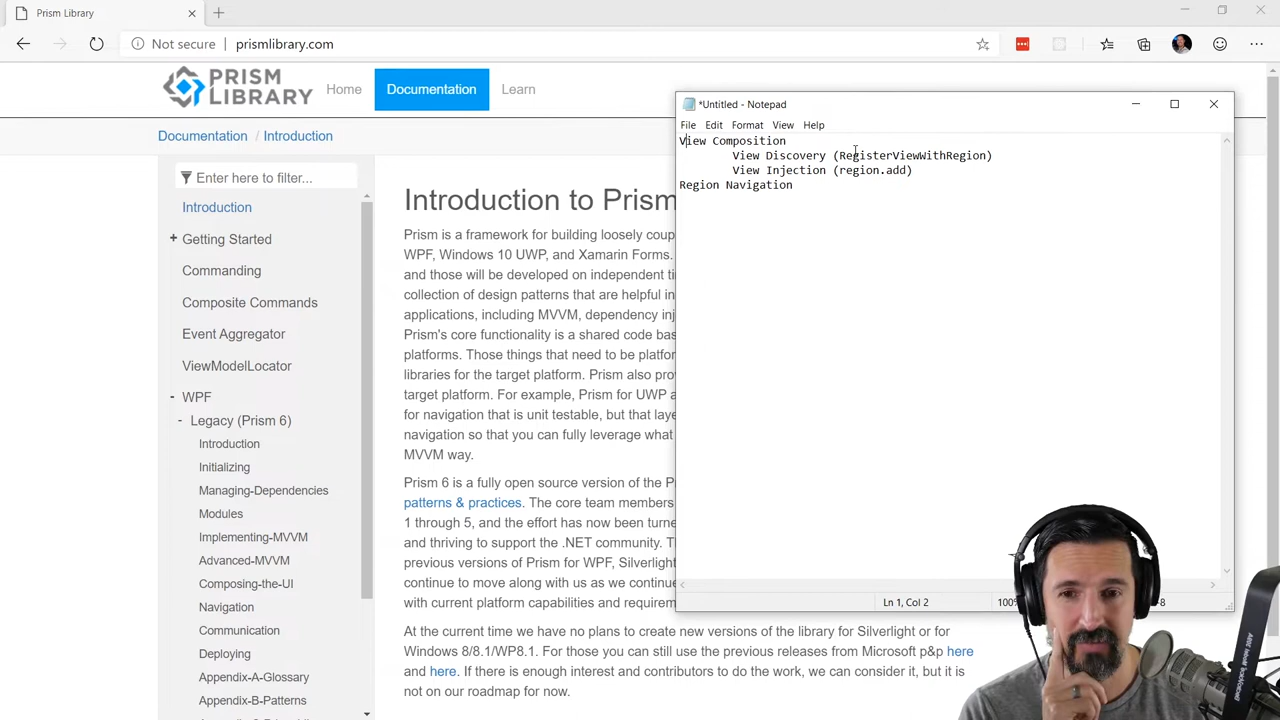 Prism Library
Not secure
prismlibrary.com
PRISM
LIBRARY
Home
Documentation
Learn
Documentation / Introduction
Enter here to filter...
Introduction
+ Getting Started
Commanding
Composite Commands
Event Aggregator
ViewModelLocator
- WPF
- Legacy (Prism 6)
Introduction
Initializing
Managing-Dependencies
Modules
Implementing-MVVM
Advanced-MVVM
Composing-the-UI
Navigation
Communication
Deploying
Appendix-A-Glossary
Appendix-B-Patterns
Introduction to Prism
Prism is a framework for building loosely coup
WPF, Windows 10 UWP, and Xamarin Forms.
and those will be developed on independent ti
collection of design patterns that are helpful in
applications, including MVVM, dependency inj
Prism's core functionality is a shared code bas
platforms. Those things that need to be platfor
libraries for the target platform. Prism also prov
target platform. For example, Prism for UWP a
for navigation that is unit testable, but that laye
navigation so that you can fully leverage what
MVVM way.
Prism 6 is a fully open source version of the P
patterns & practices. The core team members
1 through 5, and the effort has now been turne
and thriving to support the .NET community. T
previous versions of Prism for WPF, Silverlight
continue to move along with us as we continue
with current platform capabilities and requirem
At the current time we have no plans to create new versions of the library for Silverlight or for
Windows 8/8.1/WP8.1. For those you can still use the previous releases from Microsoft p&p here
and here. If there is enough interest and contributors to do the work, we can consider it, but it is
not on our roadmap for now.
*Untitled - Notepad
File Edit Format View Help
View Composition
View Discovery (RegisterViewWithRegion)
View Injection (region.add)
Region Navigation
Ln 1, Col 2
100%